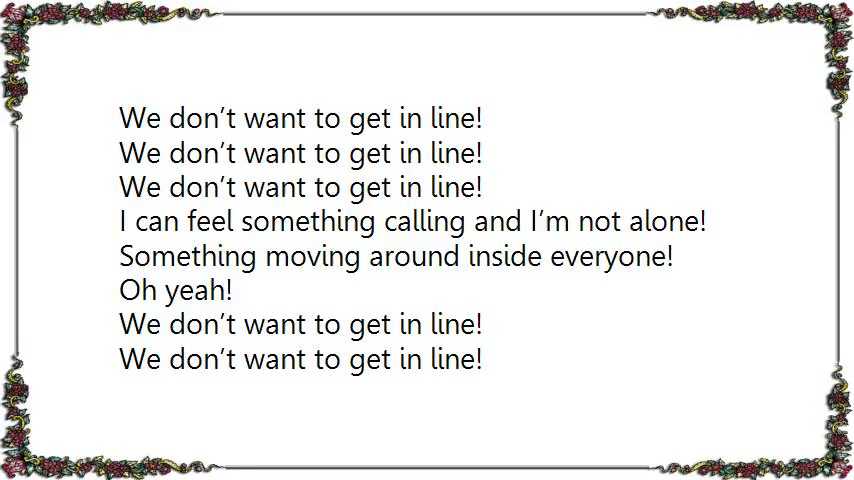 We don’t want to get in line!
We don’t want to get in line!
We don’t want to get in line!
I can feel something calling and I’m not alone!
Something moving around inside everyone!
Oh yeah!
We don’t want to get in line!
We don’t want to get in line!